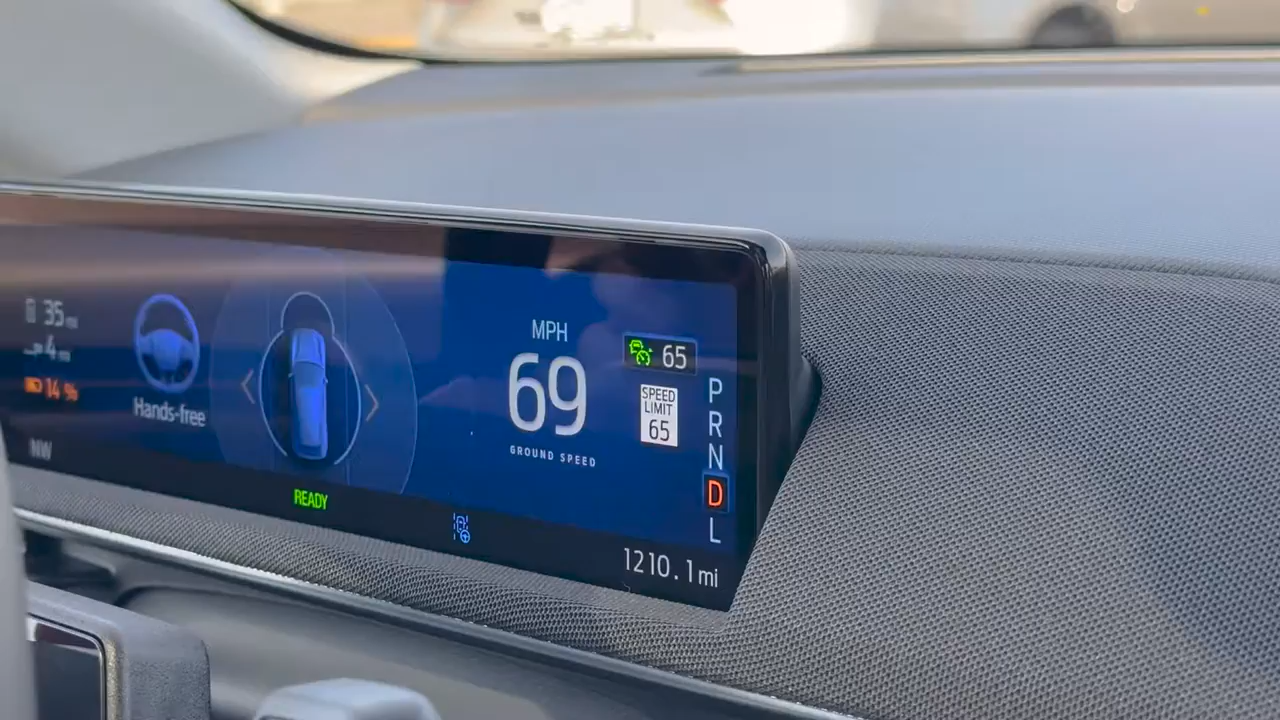 35 mi
4 mi
14 %
Hands-free
NW
READY
MPH
69
GROUND SPEED
65
SPEED
LIMIT
65
P
R
N
D
L
1210.1 mi